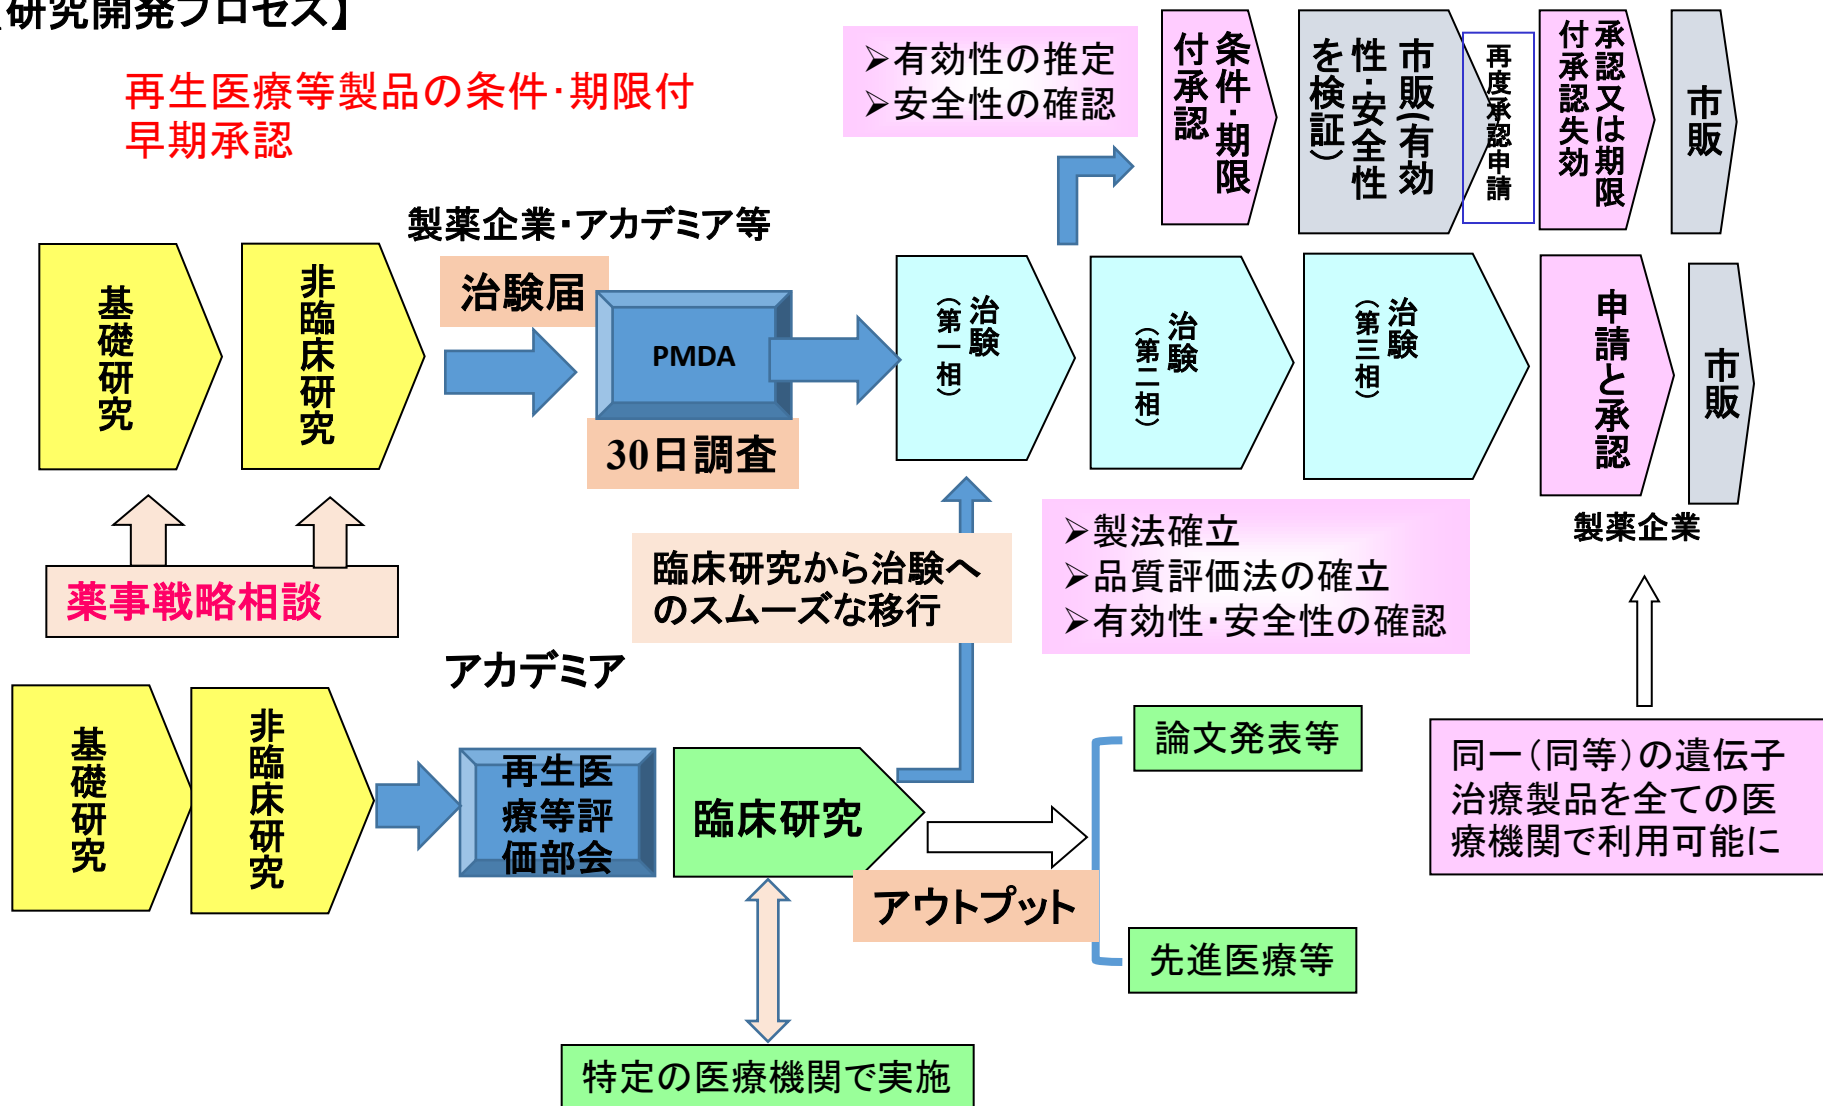 【研究開発プロセス】
再生医療等製品の条件・期限付
早期承認
➢有効性の推定
➢安全性の確認
条件・期限
付承認
市販(有効
性・安全性
を検証)
再度承認申請
承認又は期限
付承認失効
市販
製薬企業・アカデミア等
基礎研究
非臨床研究
治験届
PMDA
30日調査
治験
(第一相)
治験
(第二相)
治験
(第三相)
申請と承認
市販
製薬企業
薬事戦略相談
臨床研究から治験へ
のスムーズな移行
➢製法確立
➢品質評価法の確立
➢有効性・安全性の確認
アカデミア
基礎研究
非臨床研究
再生医
療等評
価部会
臨床研究
アウトプット
論文発表等
先進医療等
同一(同等)の遺伝子
治療製品を全ての医
療機関で利用可能に
特定の医療機関で実施